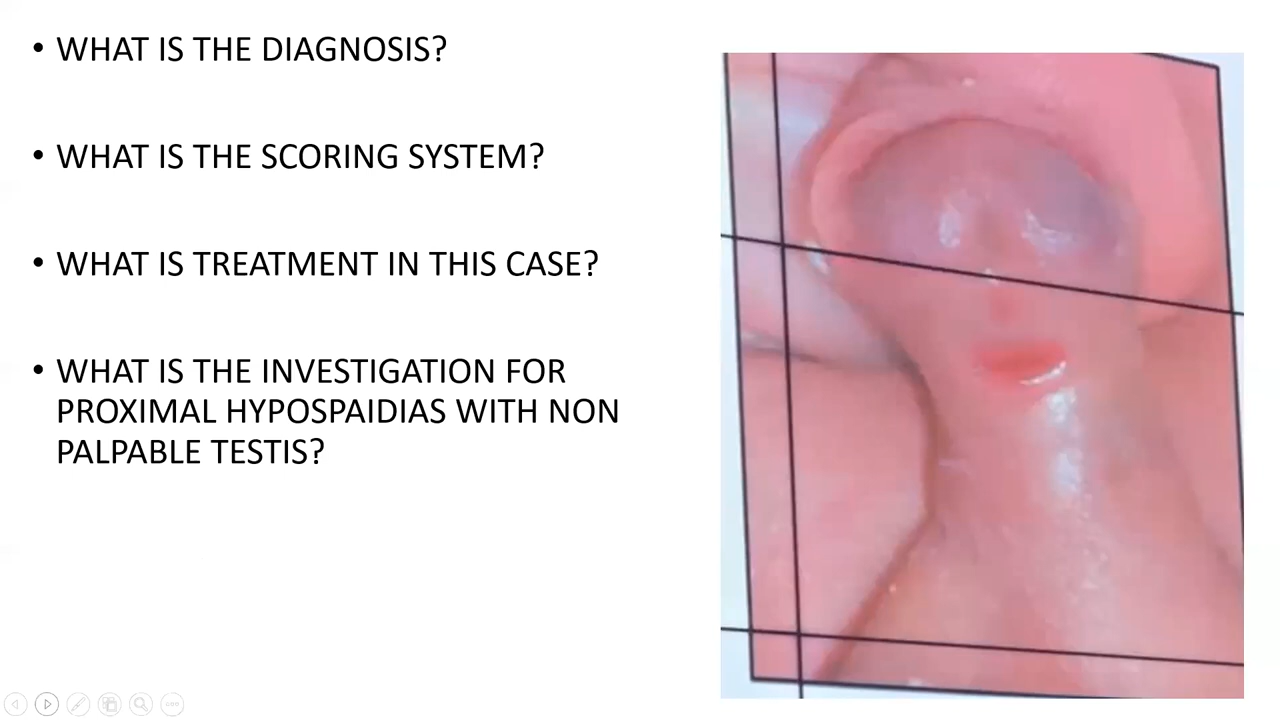 • WHAT IS THE DIAGNOSIS?
• WHAT IS THE SCORING SYSTEM?
• WHAT IS TREATMENT IN THIS CASE?
• WHAT IS THE INVESTIGATION FOR
PROXIMAL HYPOSPAIDIAS WITH NON
PALPABLE TESTIS?